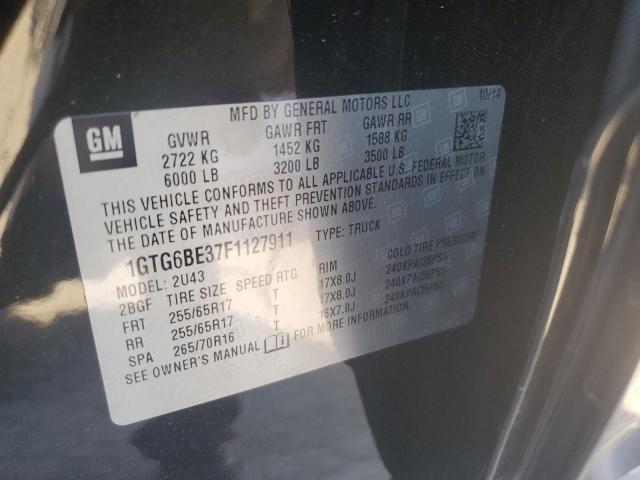 GM
MFD BY GENERAL MOTORS LLC
10/14
GVWR GAWR FRT GAWR RR
2722 KG 1452 KG 1588 KG
6000 LB 3200 LB 3500 LB
THIS VEHICLE CONFORMS TO ALL APPLICABLE U.S. FEDERAL MOTOR
VEHICLE SAFETY AND THEFT PREVENTION STANDARDS IN EFFECT ON
THE DATE OF MANUFACTURE SHOWN ABOVE.
1GTG6BE37F1127911 TYPE: TRUCK
MODEL: 2U43
2BGF TIRE SIZE SPEED RTG RIM COLD TIRE PRESSURE
FRT 255/65R17 T 17X8.0J 240KPA(35PSI)
RR 255/65R17 T 17X8.0J 240KPA(35PSI)
SPA 265/70R16 T 16X7.0J 240KPA(35PSI)
SEE OWNER'S MANUAL FOR MORE INFORMATION.